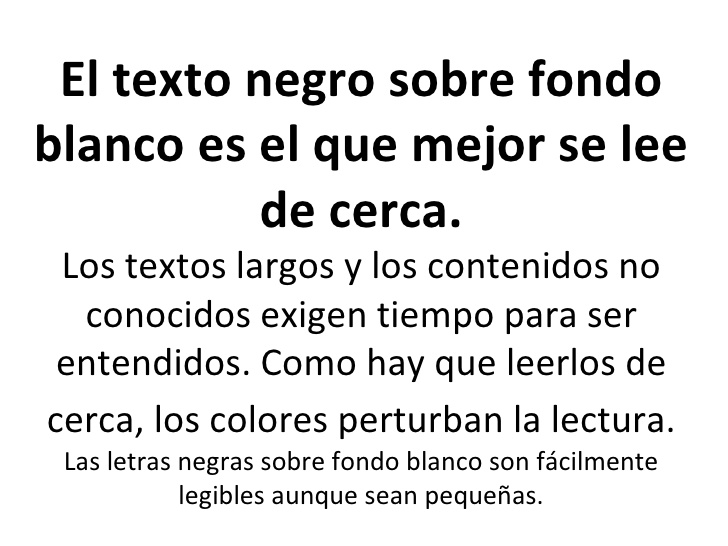 El texto negro sobre fondo
blanco es el que mejor se lee
de cerca.
Los textos largos y los contenidos no
conocidos exigen tiempo para ser
entendidos. Como hay que leerlos de
cerca, los colores perturban la lectura.
Las letras negras sobre fondo blanco son fácilmente
legibles aunque sean pequeñas.